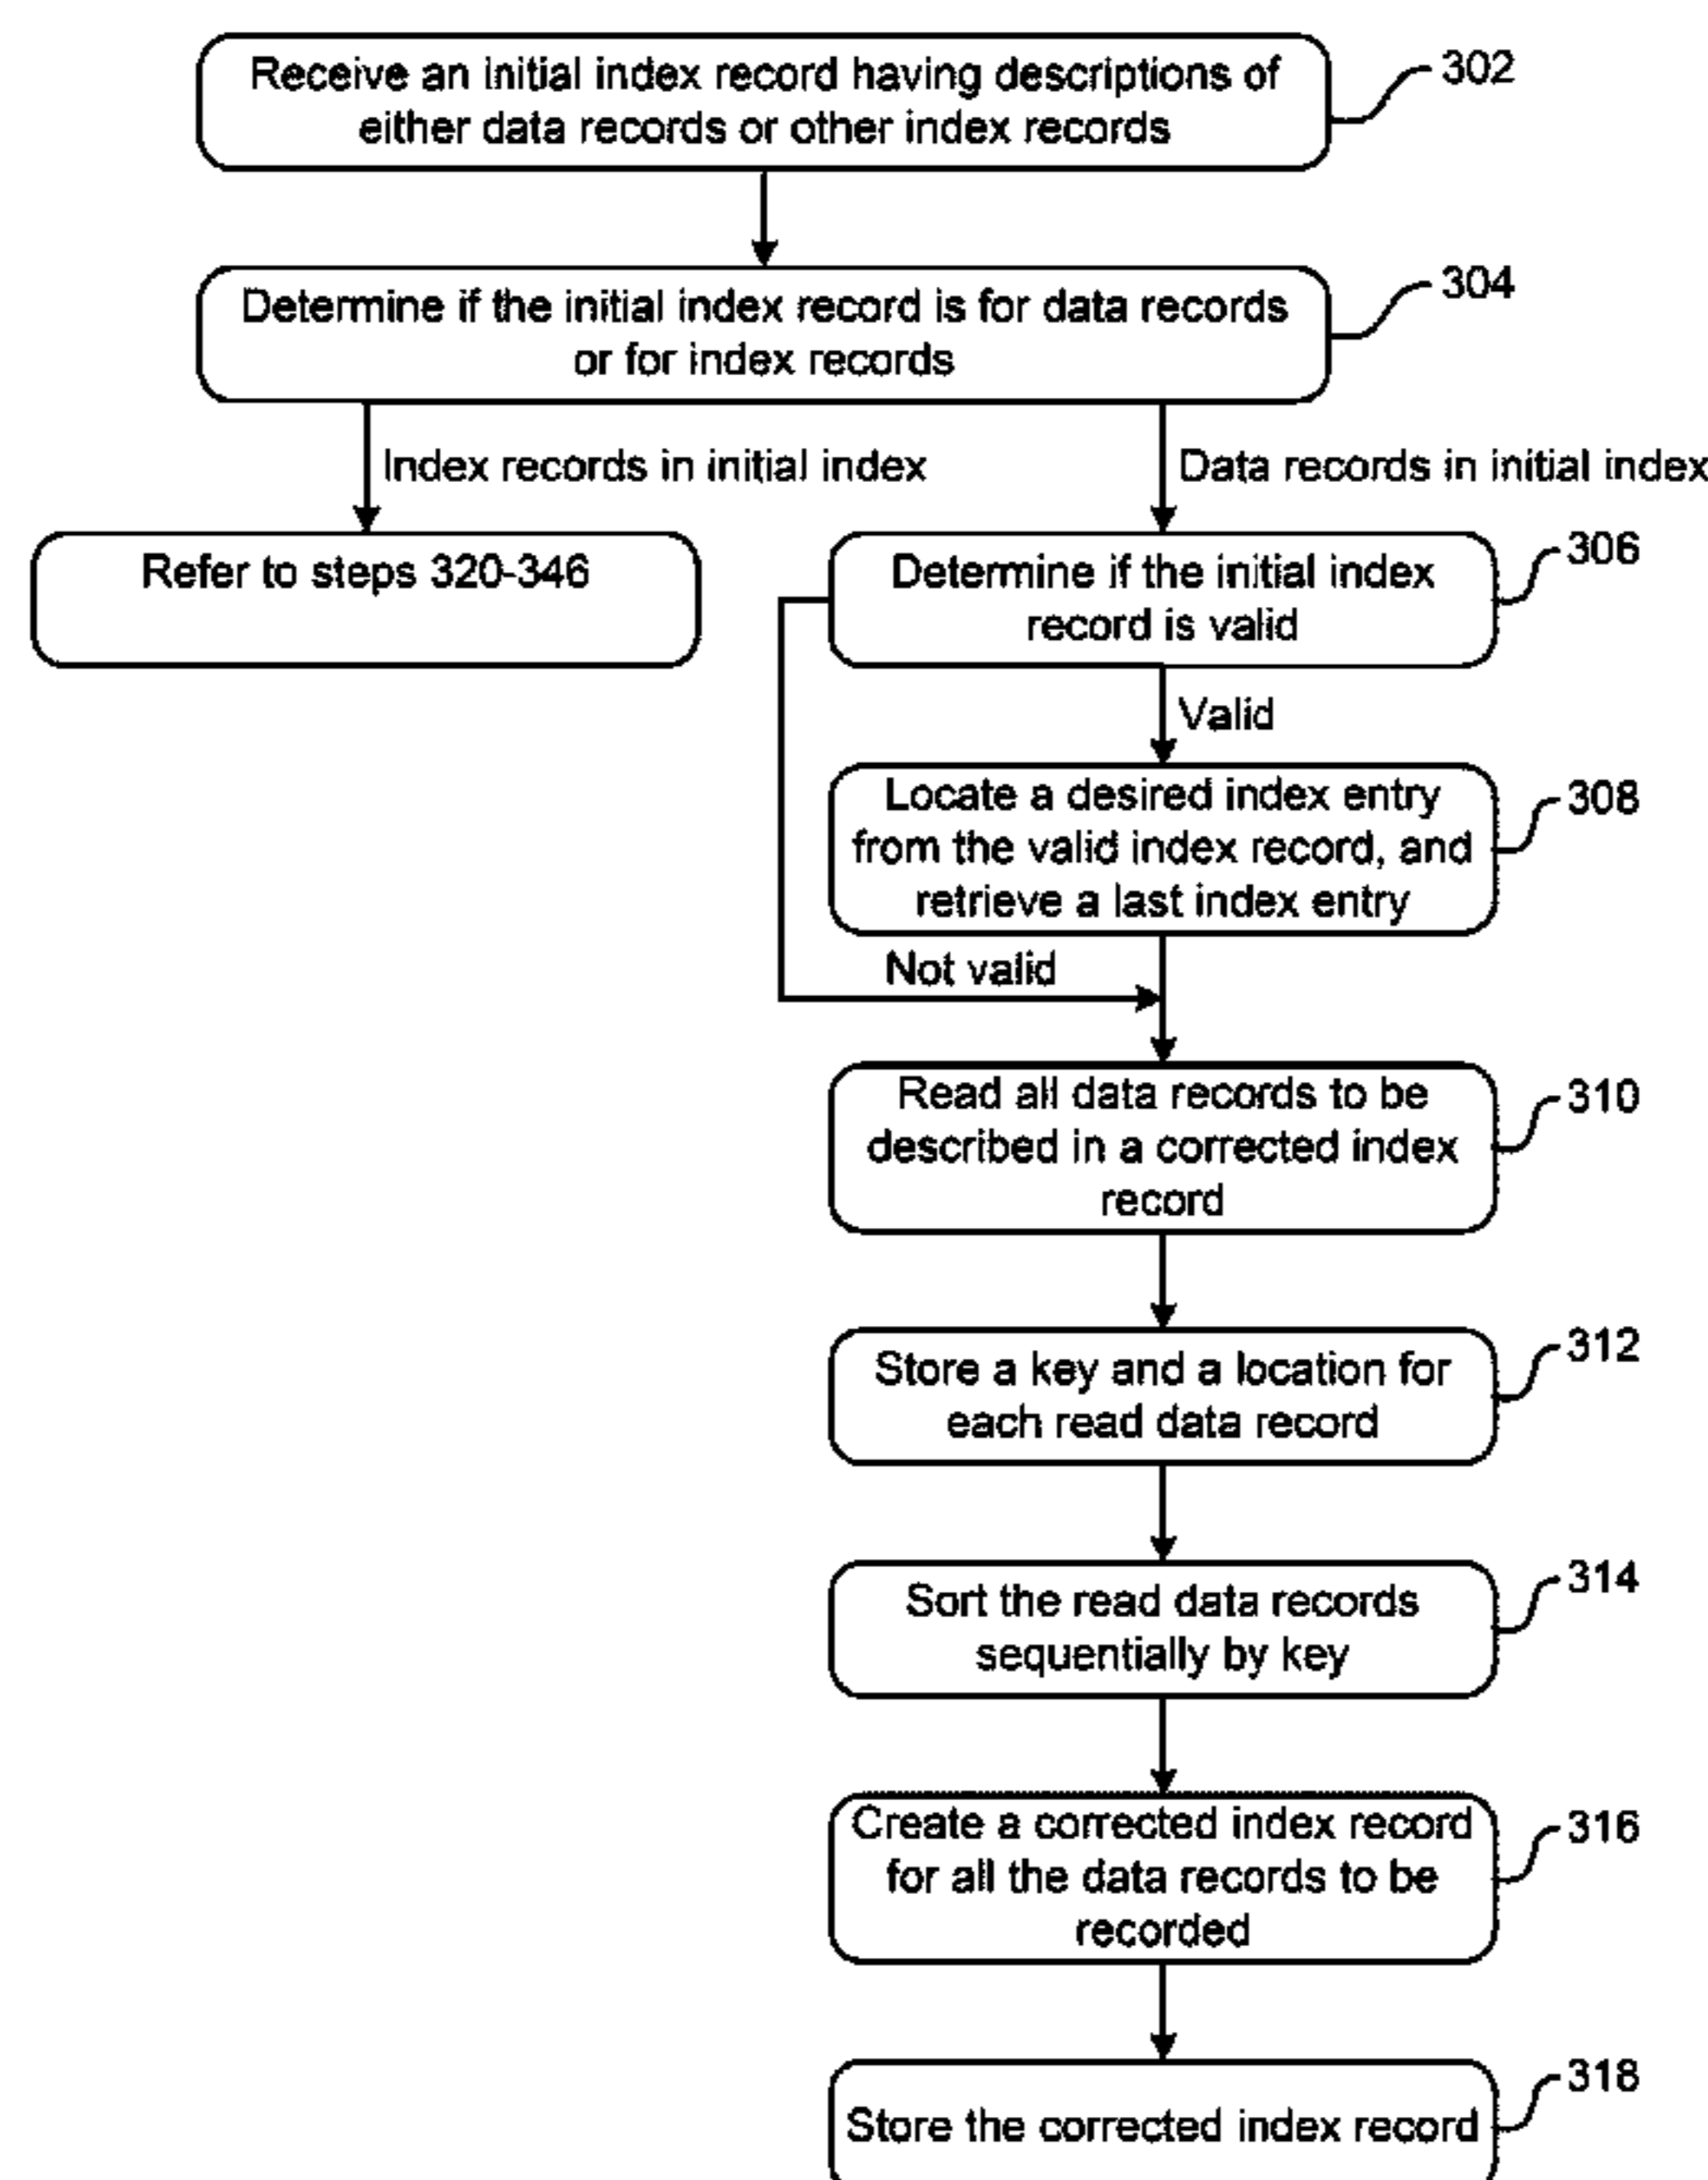 Receive an initial index record having descriptions of
either data records or other index records
302
Determine if the initial index record is for data records
or for index records
304
Index records in initial index
Data records in initial index
Refer to steps 320-346
Determine if the initial index
record is valid
306
Valid
Locate a desired index entry
from the valid index record, and
retrieve a last index entry
308
Not valid
Read all data records to be
described in a corrected index
record
310
Store a key and a location for
each read data record
312
Sort the read data records
sequentially by key
314
Create a corrected index record
for all the data records to be
recorded
316
Store the corrected index record
318